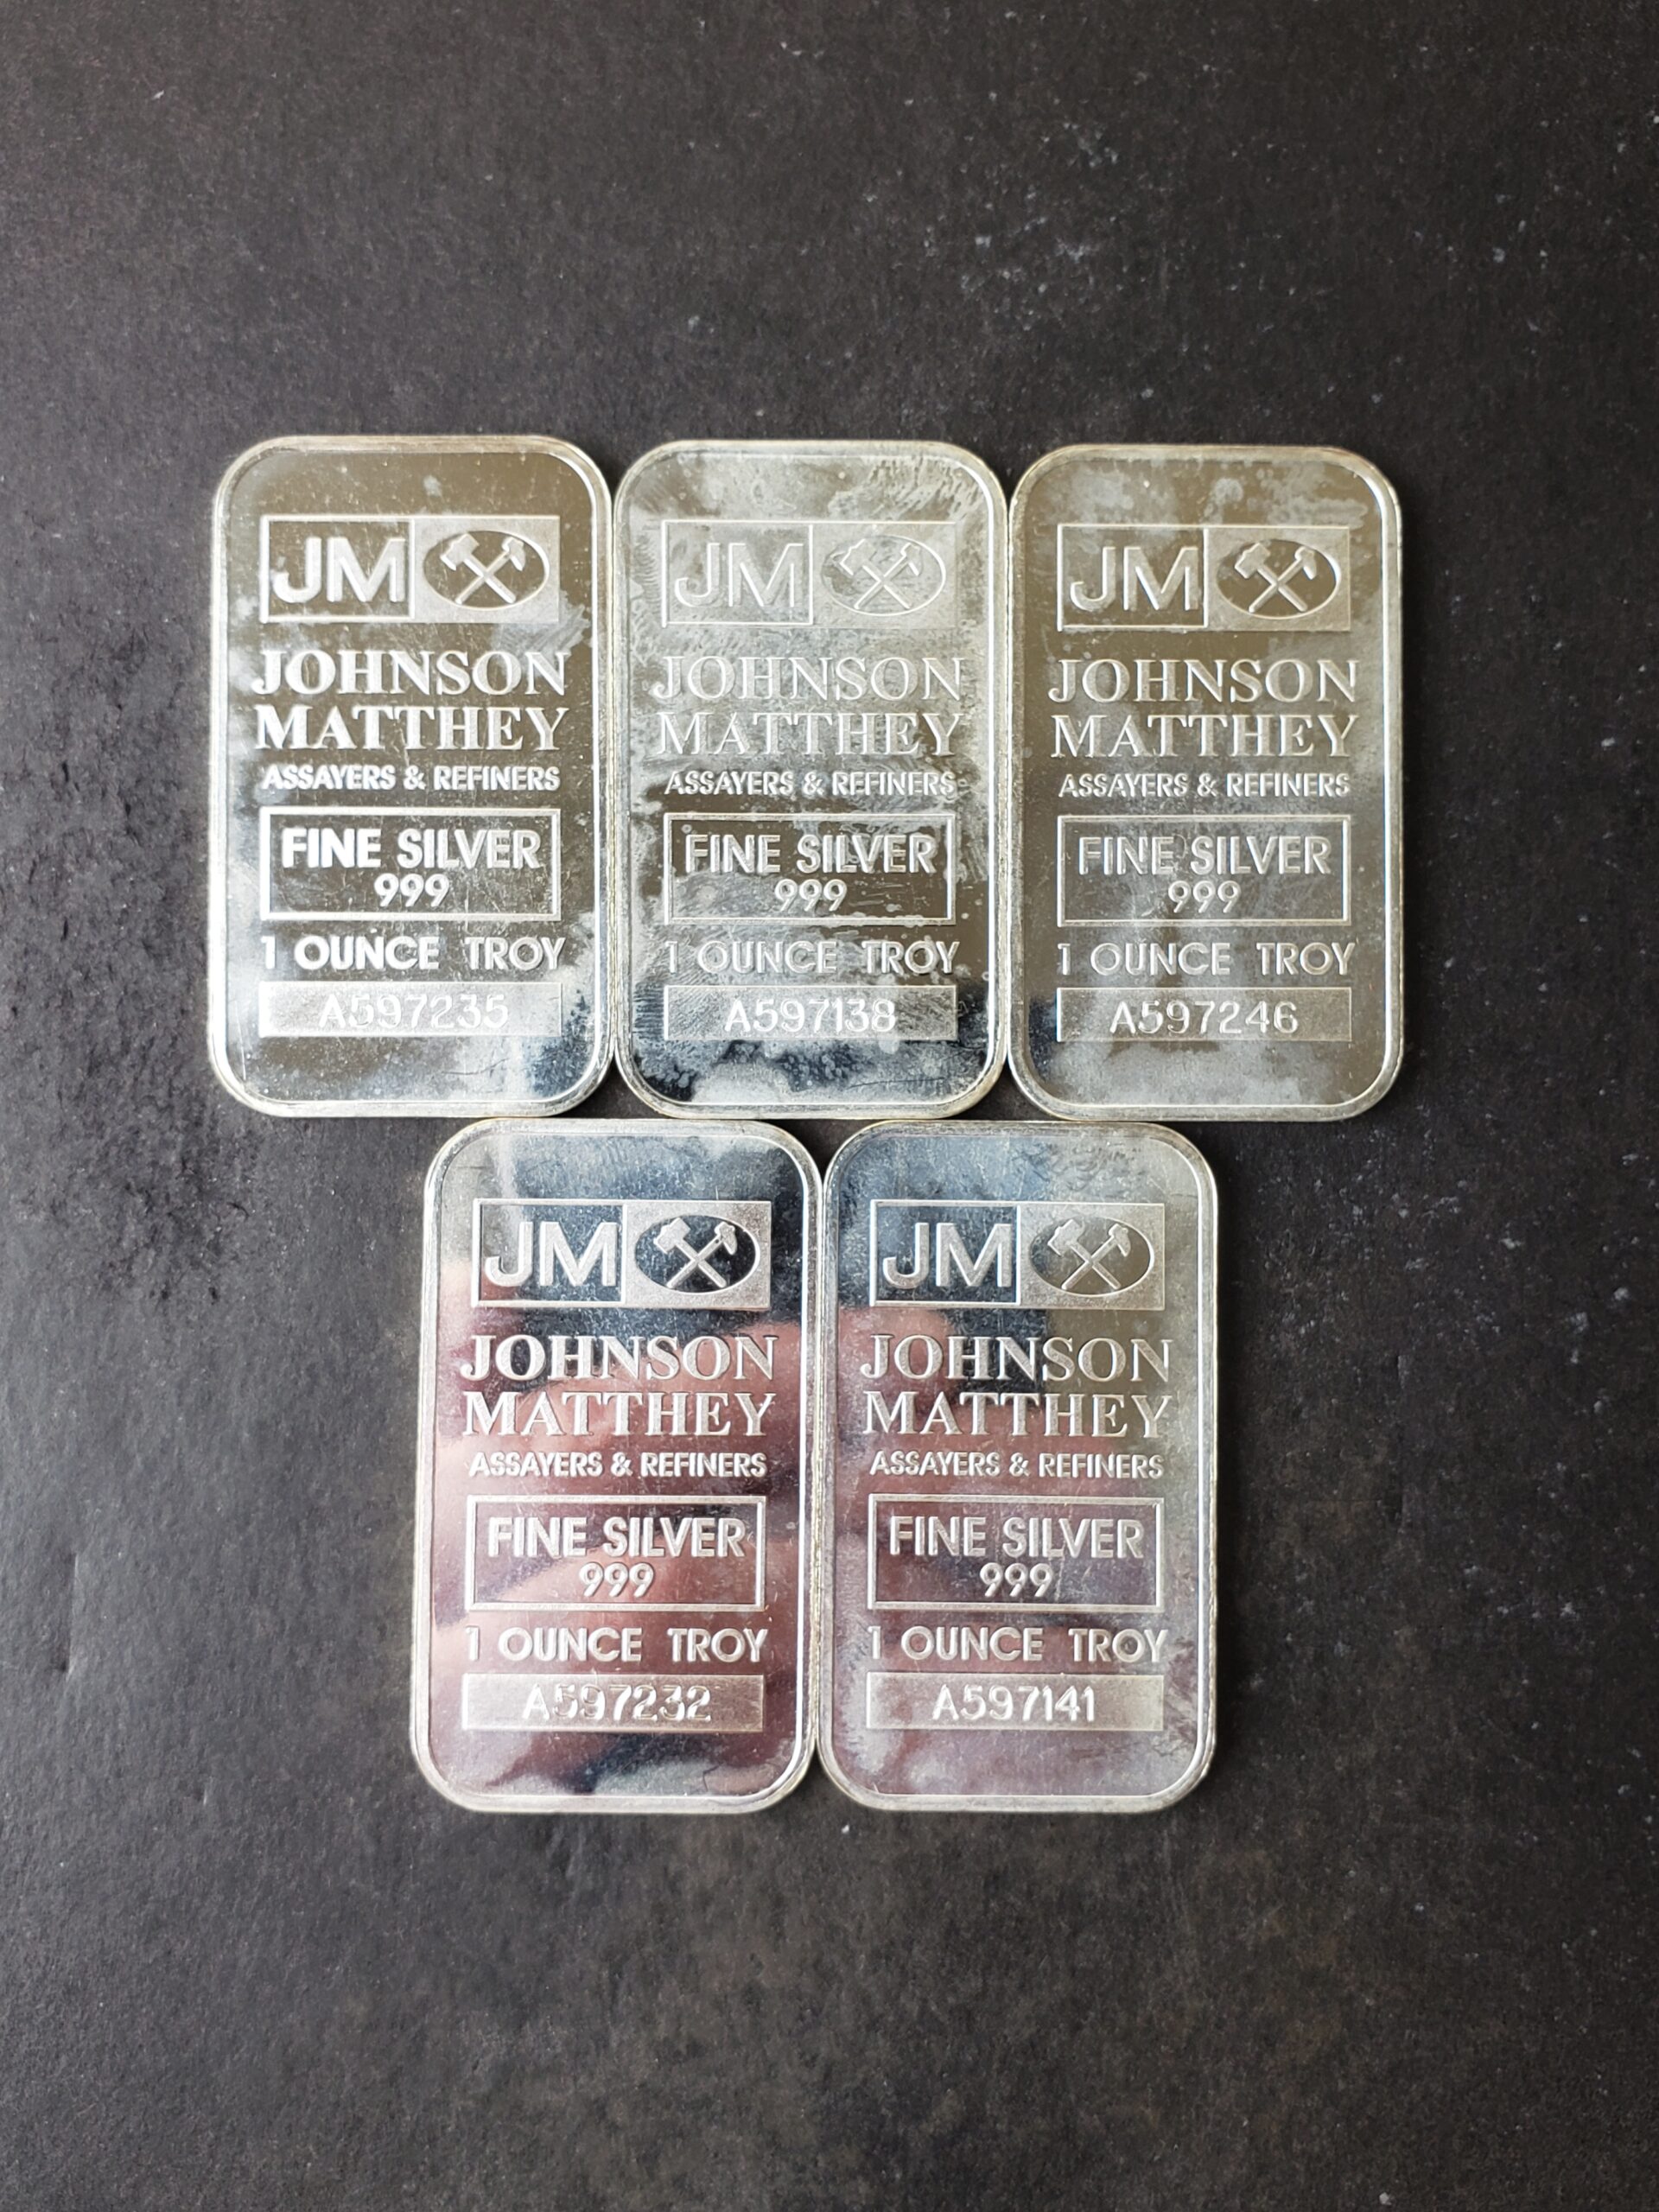 JM
JOHNSON
MATTHEY
ASSAYERS & REFINERS
FINE SILVER
999
1 OUNCE TROY
A597235
JM
JOHNSON
MATTHEY
ASSAYERS & REFINERS
FINE SILVER
999
1 OUNCE TROY
A597138
JM
JOHNSON
MATTHEY
ASSAYERS & REFINERS
FINE SILVER
999
1 OUNCE TROY
A597246
JM
JOHNSON
MATTHEY
ASSAYERS & REFINERS
FINE SILVER
999
1 OUNCE TROY
A597232
JM
JOHNSON
MATTHEY
ASSAYERS & REFINERS
FINE SILVER
999
1 OUNCE TROY
A597141